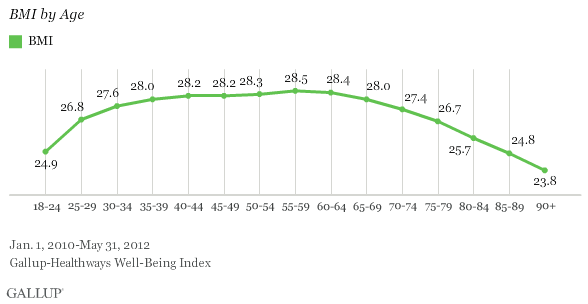 BMI by Age
BMI
24.9 26.8 27.6 28.0 28.2 28.2 28.3 28.5 28.4 28.0 27.4 26.7 25.7 24.8 23.8
18-24 25-29 30-34 35-39 40-44 45-49 50-54 55-59 60-64 65-69 70-74 75-79 80-84 85-89 90+
Jan. 1, 2010-May 31, 2012
Gallup-Healthways Well-Being Index
GALLUP®